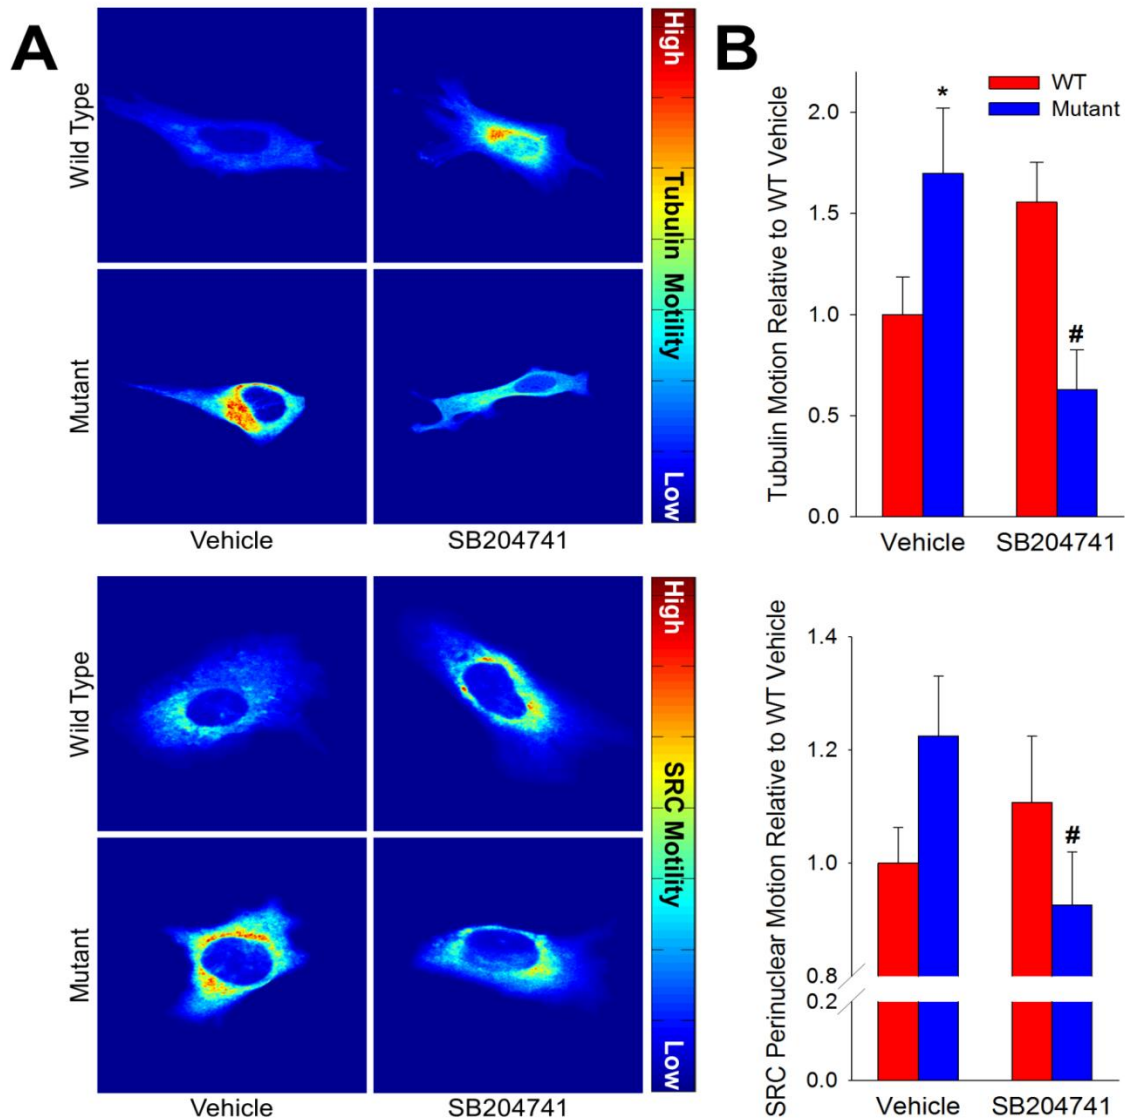 A
Wild Type
High
Tubulin Motility
Low
Mutant
Vehicle
SB204741
B
WT
Mutant
Tubulin Motion Relative to WT Vehicle
2.0
1.5
1.0
0.5
0.0
*
#
Vehicle
SB204741
Wild Type
High
SRC Motility
Low
Mutant
Vehicle
SB204741
SRC Perinuclear Motion Relative to WT Vehicle
1.4
1.2
1.0
0.8
0.2
0.0
#
Vehicle
SB204741